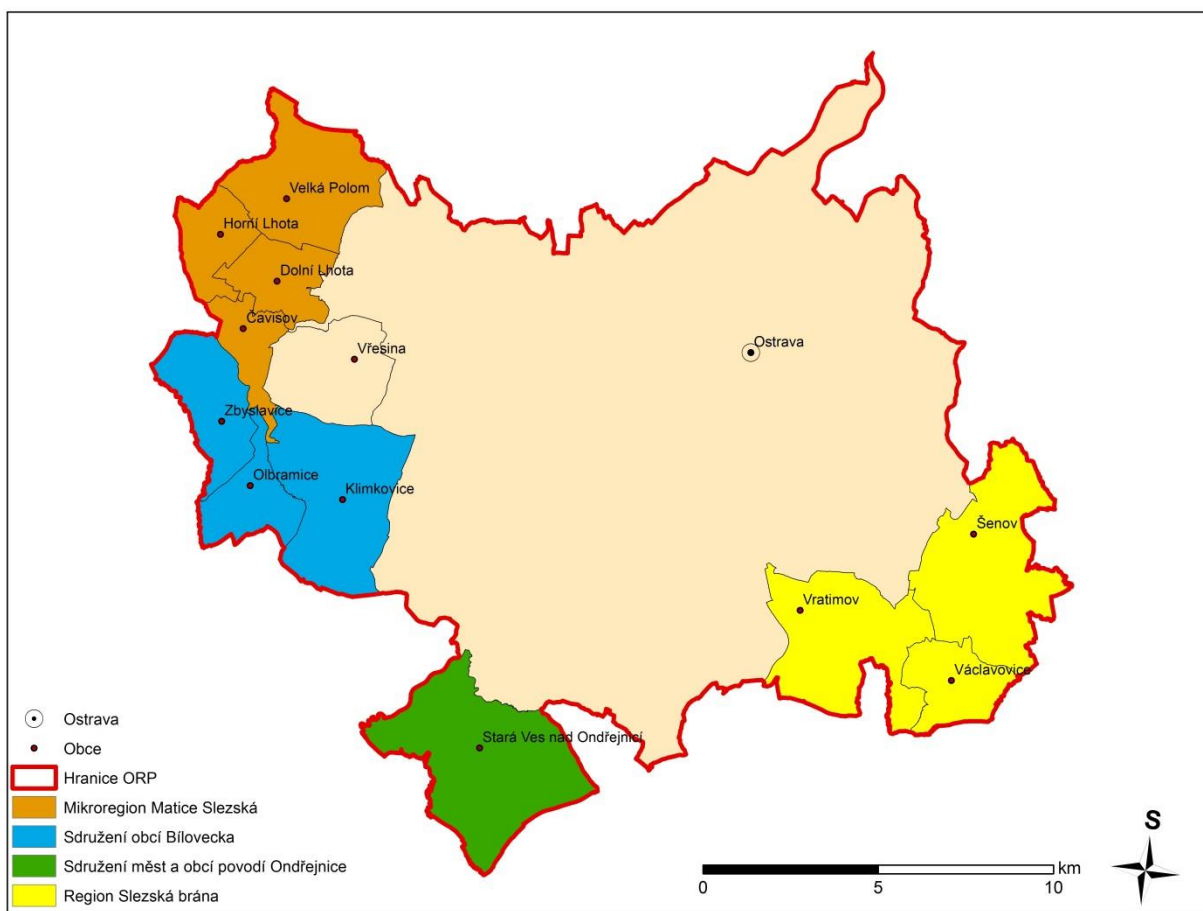 Velká Polom
Horní Lhota
Dolní Lhota
Čavisov
Vřesina
Ostrava
Zbyslavice
Olbramice
Klimkovice
Šenov
Vratimov
Václavovice
Stará Ves nad Ondřejnicí
Ostrava
Obce
Hranice ORP
Mikroregion Matice Slezská
Sdružení obcí Bílovecka
Sdružení měst a obcí povodí Ondřejnice
Region Slezská brána
km
0 5 10
S